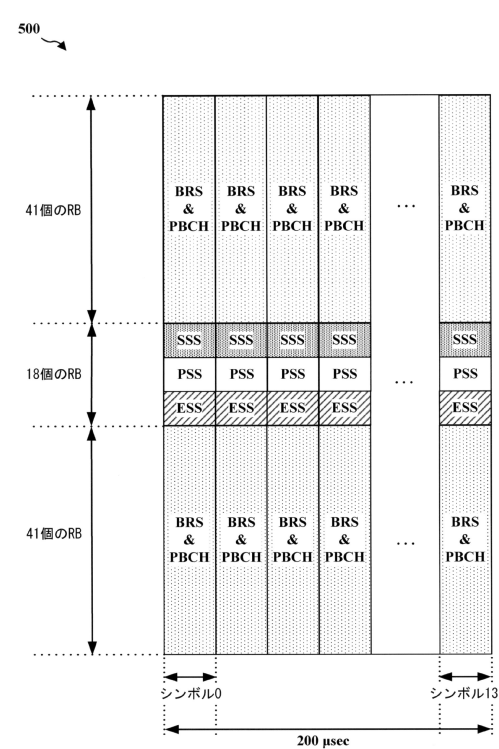 500
41個のRB
BRS & PBCH
BRS & PBCH
BRS & PBCH
BRS & PBCH
...
BRS & PBCH
18個のRB
SSS SSS SSS SSS SSS
PSS PSS PSS PSS ... PSS
ESS ESS ESS ESS ESS
41個のRB
BRS & PBCH
BRS & PBCH
BRS & PBCH
BRS & PBCH
...
BRS & PBCH
シンボル0
シンボル13
200 μsec